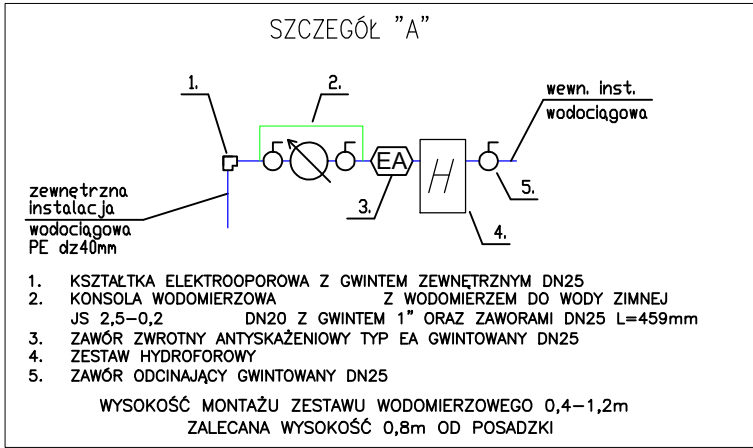 SZCZEGÓŁ "A"
1.
2.
wewn. inst.
wodociągowa
EA
H
3.
4.
5.
zewnętrzna
instalacja
wodociągowa
PE dz40mm
1. KSZTAŁTKA ELEKTROOPOROWA Z GWINTEM ZEWNĘTRZNYM DN25
2. KONSOLA WODOMIERZOWA Z WODOMIERZEM DO WODY ZIMNEJ
JS 2,5-0,2 DN20 Z GWINTEM 1" ORAZ ZAWORAMI DN25 L=459mm
3. ZAWÓR ZWROTNY ANTYSKAŻENIOWY TYP EA GWINTOWANY DN25
4. ZESTAW HYDROFOROWY
5. ZAWÓR ODCINAJĄCY GWINTOWANY DN25
WYSOKOŚĆ MONTAŻU ZESTAWU WODOMIERZOWEGO 0,4-1,2m
ZALECANA WYSOKOŚĆ 0,8m OD POSADZKI